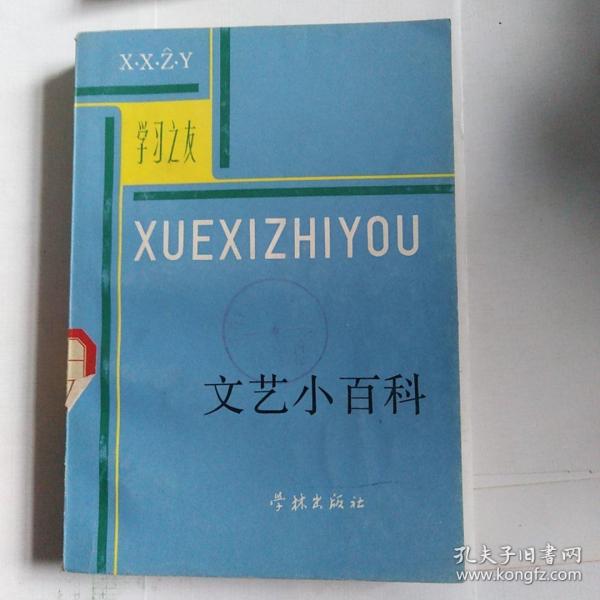 X·X·Ẑ·Y
学习之友
XUEXIZHIYOU
文艺小百科
学林出版社
孔夫子旧书网
www.kongfz.com